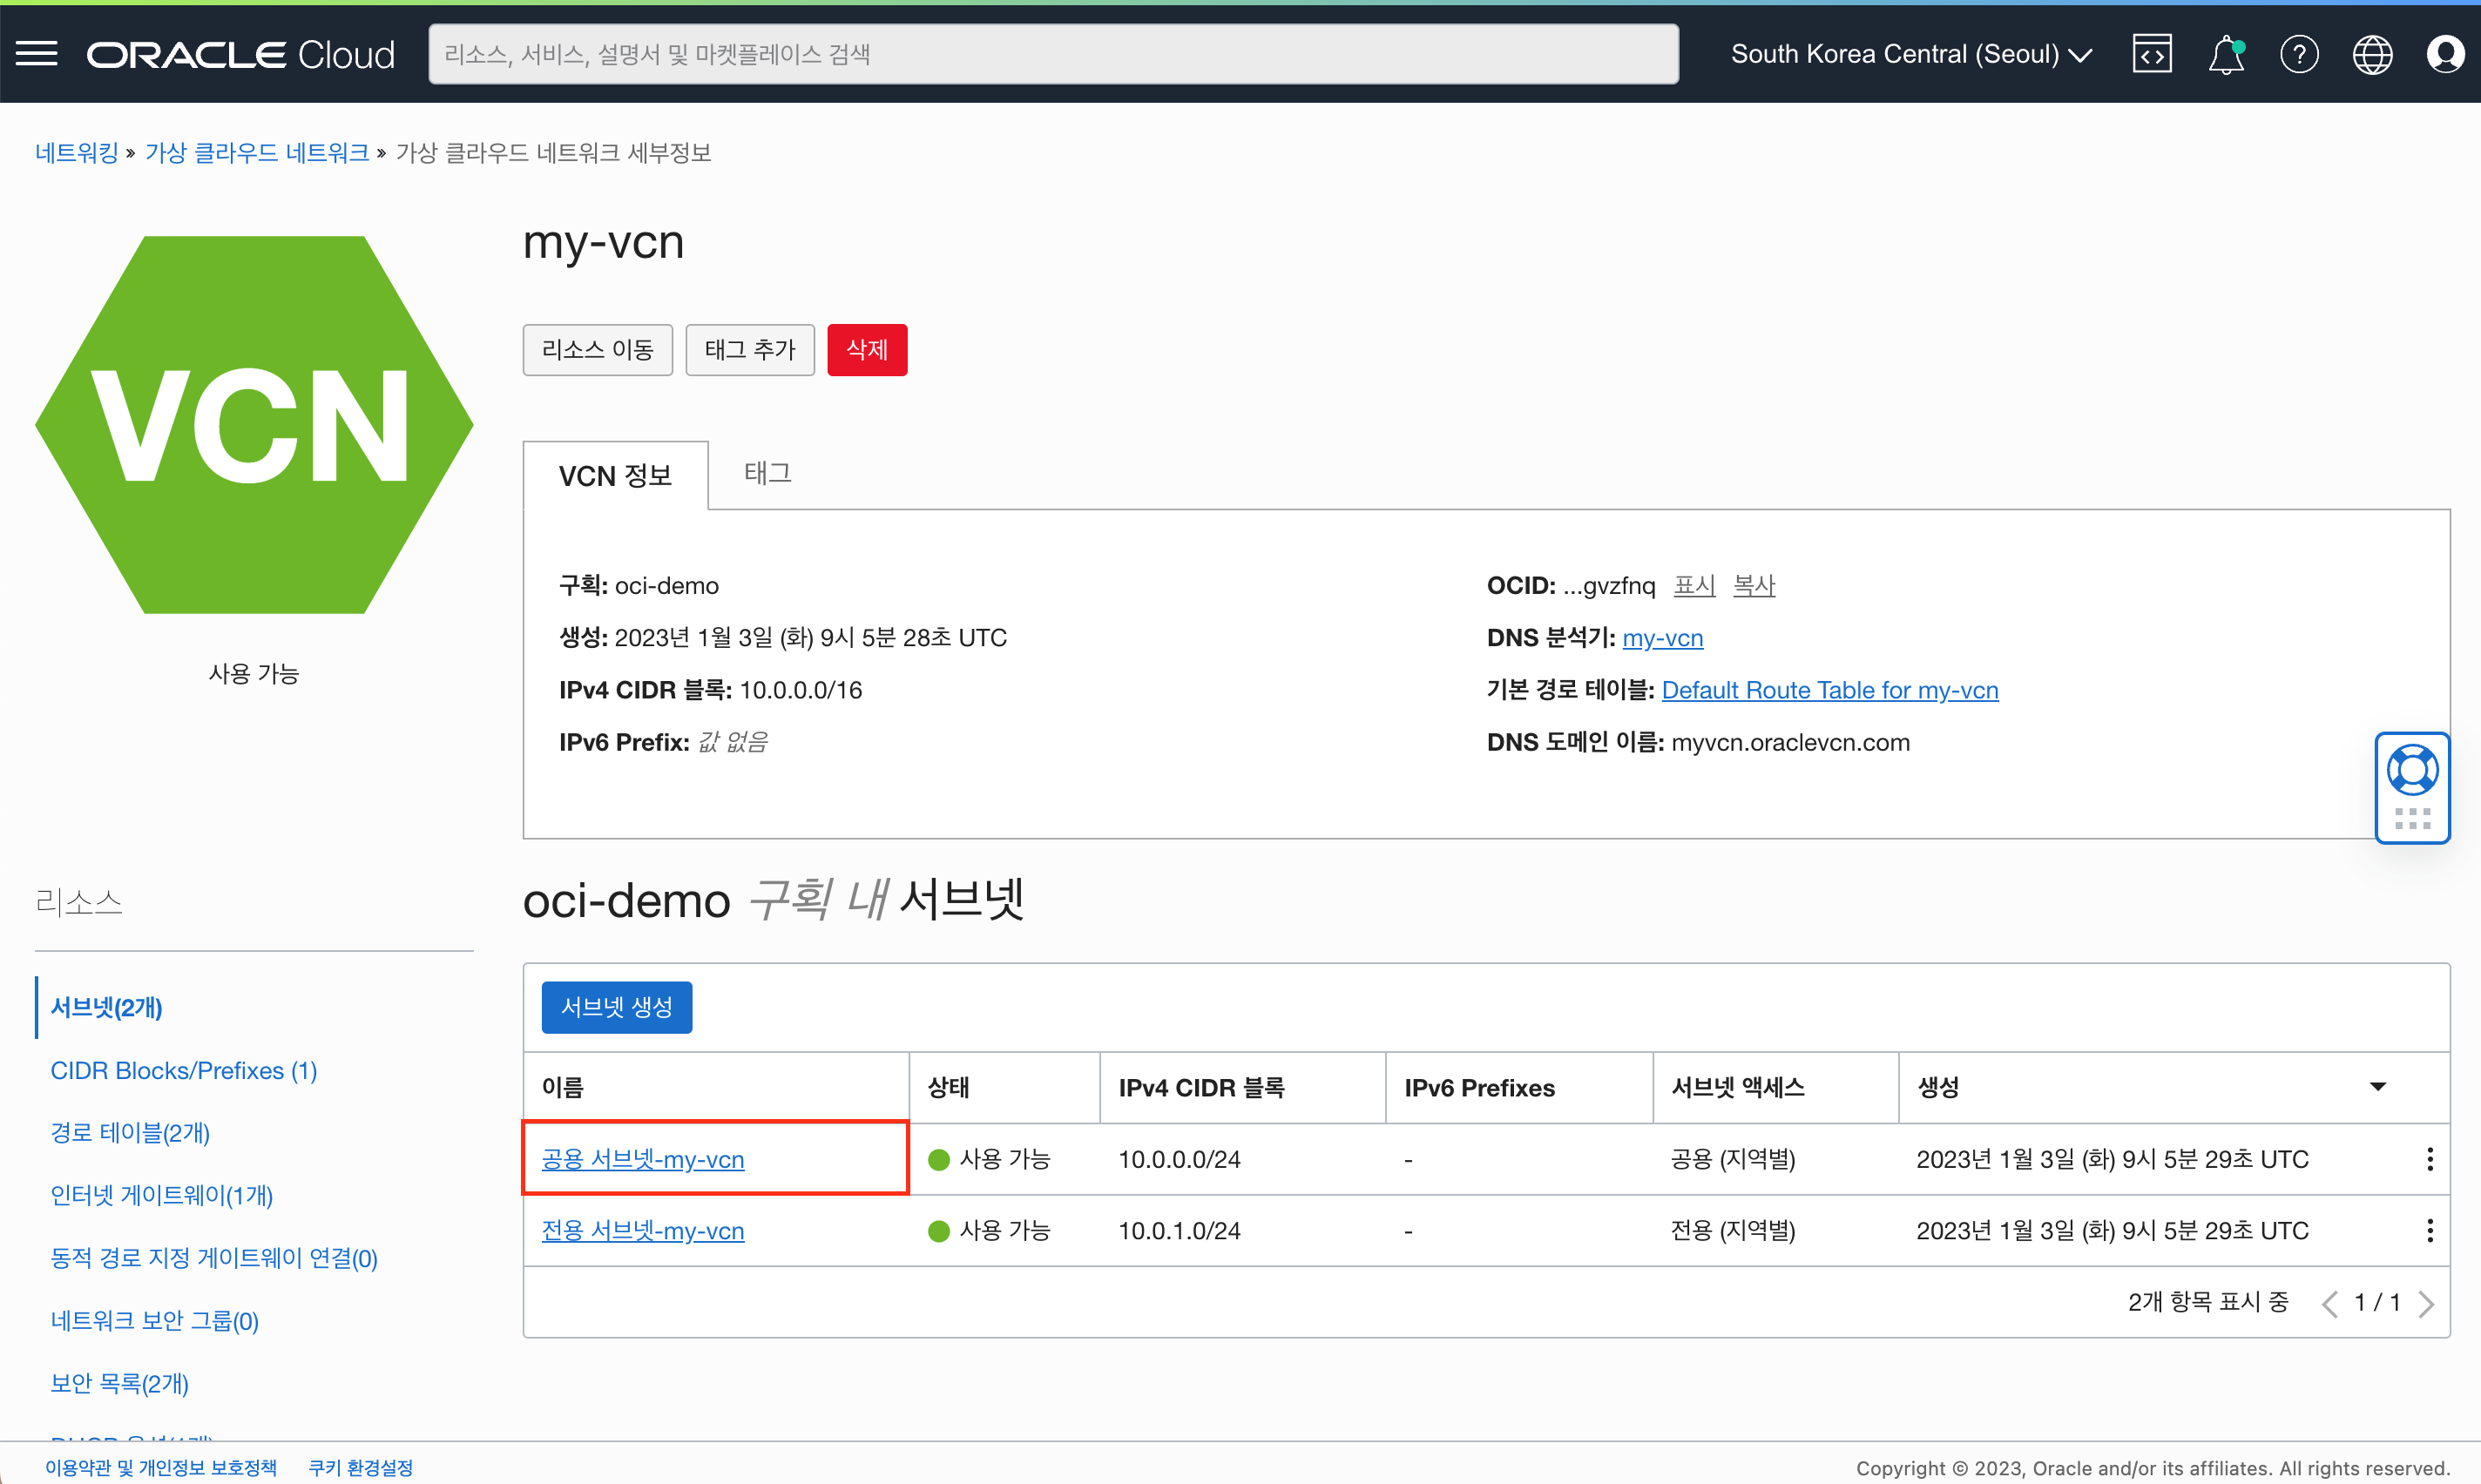 ORACLE Cloud
리소스, 서비스, 설명서 및 마켓플레이스 검색
South Korea Central (Seoul)
네트워킹 » 가상 클라우드 네트워크 » 가상 클라우드 네트워크 세부정보
VCN
사용 가능
my-vcn
리소스 이동 태그 추가 삭제
VCN 정보 태그
구획: oci-demo
생성: 2023년 1월 3일 (화) 9시 5분 28초 UTC
IPv4 CIDR 블록: 10.0.0.0/16
IPv6 Prefix: 값 없음
OCID: ...gvzfnq 표시 복사
DNS 분석기: my-vcn
기본 경로 테이블: Default Route Table for my-vcn
DNS 도메인 이름: myvcn.oraclevcn.com
리소스
서브넷(2개)
CIDR Blocks/Prefixes (1)
경로 테이블(2개)
인터넷 게이트웨이(1개)
동적 경로 지정 게이트웨이 연결(0)
네트워크 보안 그룹(0)
보안 목록(2개)
oci-demo 구획 내 서브넷
서브넷 생성
이름 상태 IPv4 CIDR 블록 IPv6 Prefixes 서브넷 액세스 생성
공용 서브넷-my-vcn 사용 가능 10.0.0.0/24 - 공용 (지역별) 2023년 1월 3일 (화) 9시 5분 29초 UTC
전용 서브넷-my-vcn 사용 가능 10.0.1.0/24 - 전용 (지역별) 2023년 1월 3일 (화) 9시 5분 29초 UTC
2개 항목 표시 중 1 / 1
이용약관 및 개인정보 보호정책 쿠키 환경설정
Copyright © 2023, Oracle and/or its affiliates. All rights reserved.